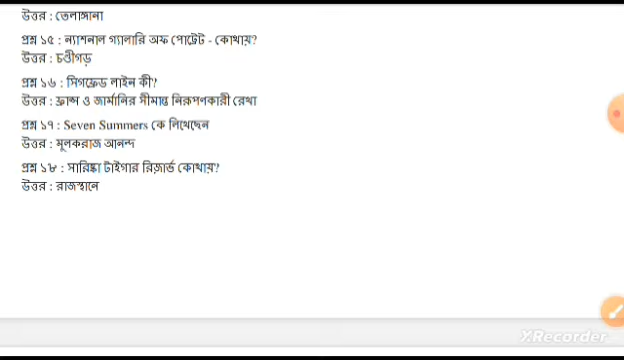 উত্তর : তেলাঙ্গানা
প্রশ্ন ১৫ : ন্যাশনাল গ্যালারি অফ পোট্রেট - কোথায়?
উত্তর : চণ্ডীগড়
প্রশ্ন ১৬ : সিগফ্রেড লাইন কী?
উত্তর : ফ্রান্স ও জার্মানির সীমান্ত নিরূপণকারী রেখা
প্রশ্ন ১৭ : Seven Summers কে লিখেছেন
উত্তর : মুলকরাজ আনন্দ
প্রশ্ন ১৮ : সারিষ্কা টাইগার রিজার্ভ কোথায়?
উত্তর : রাজস্থানে
XRecorder